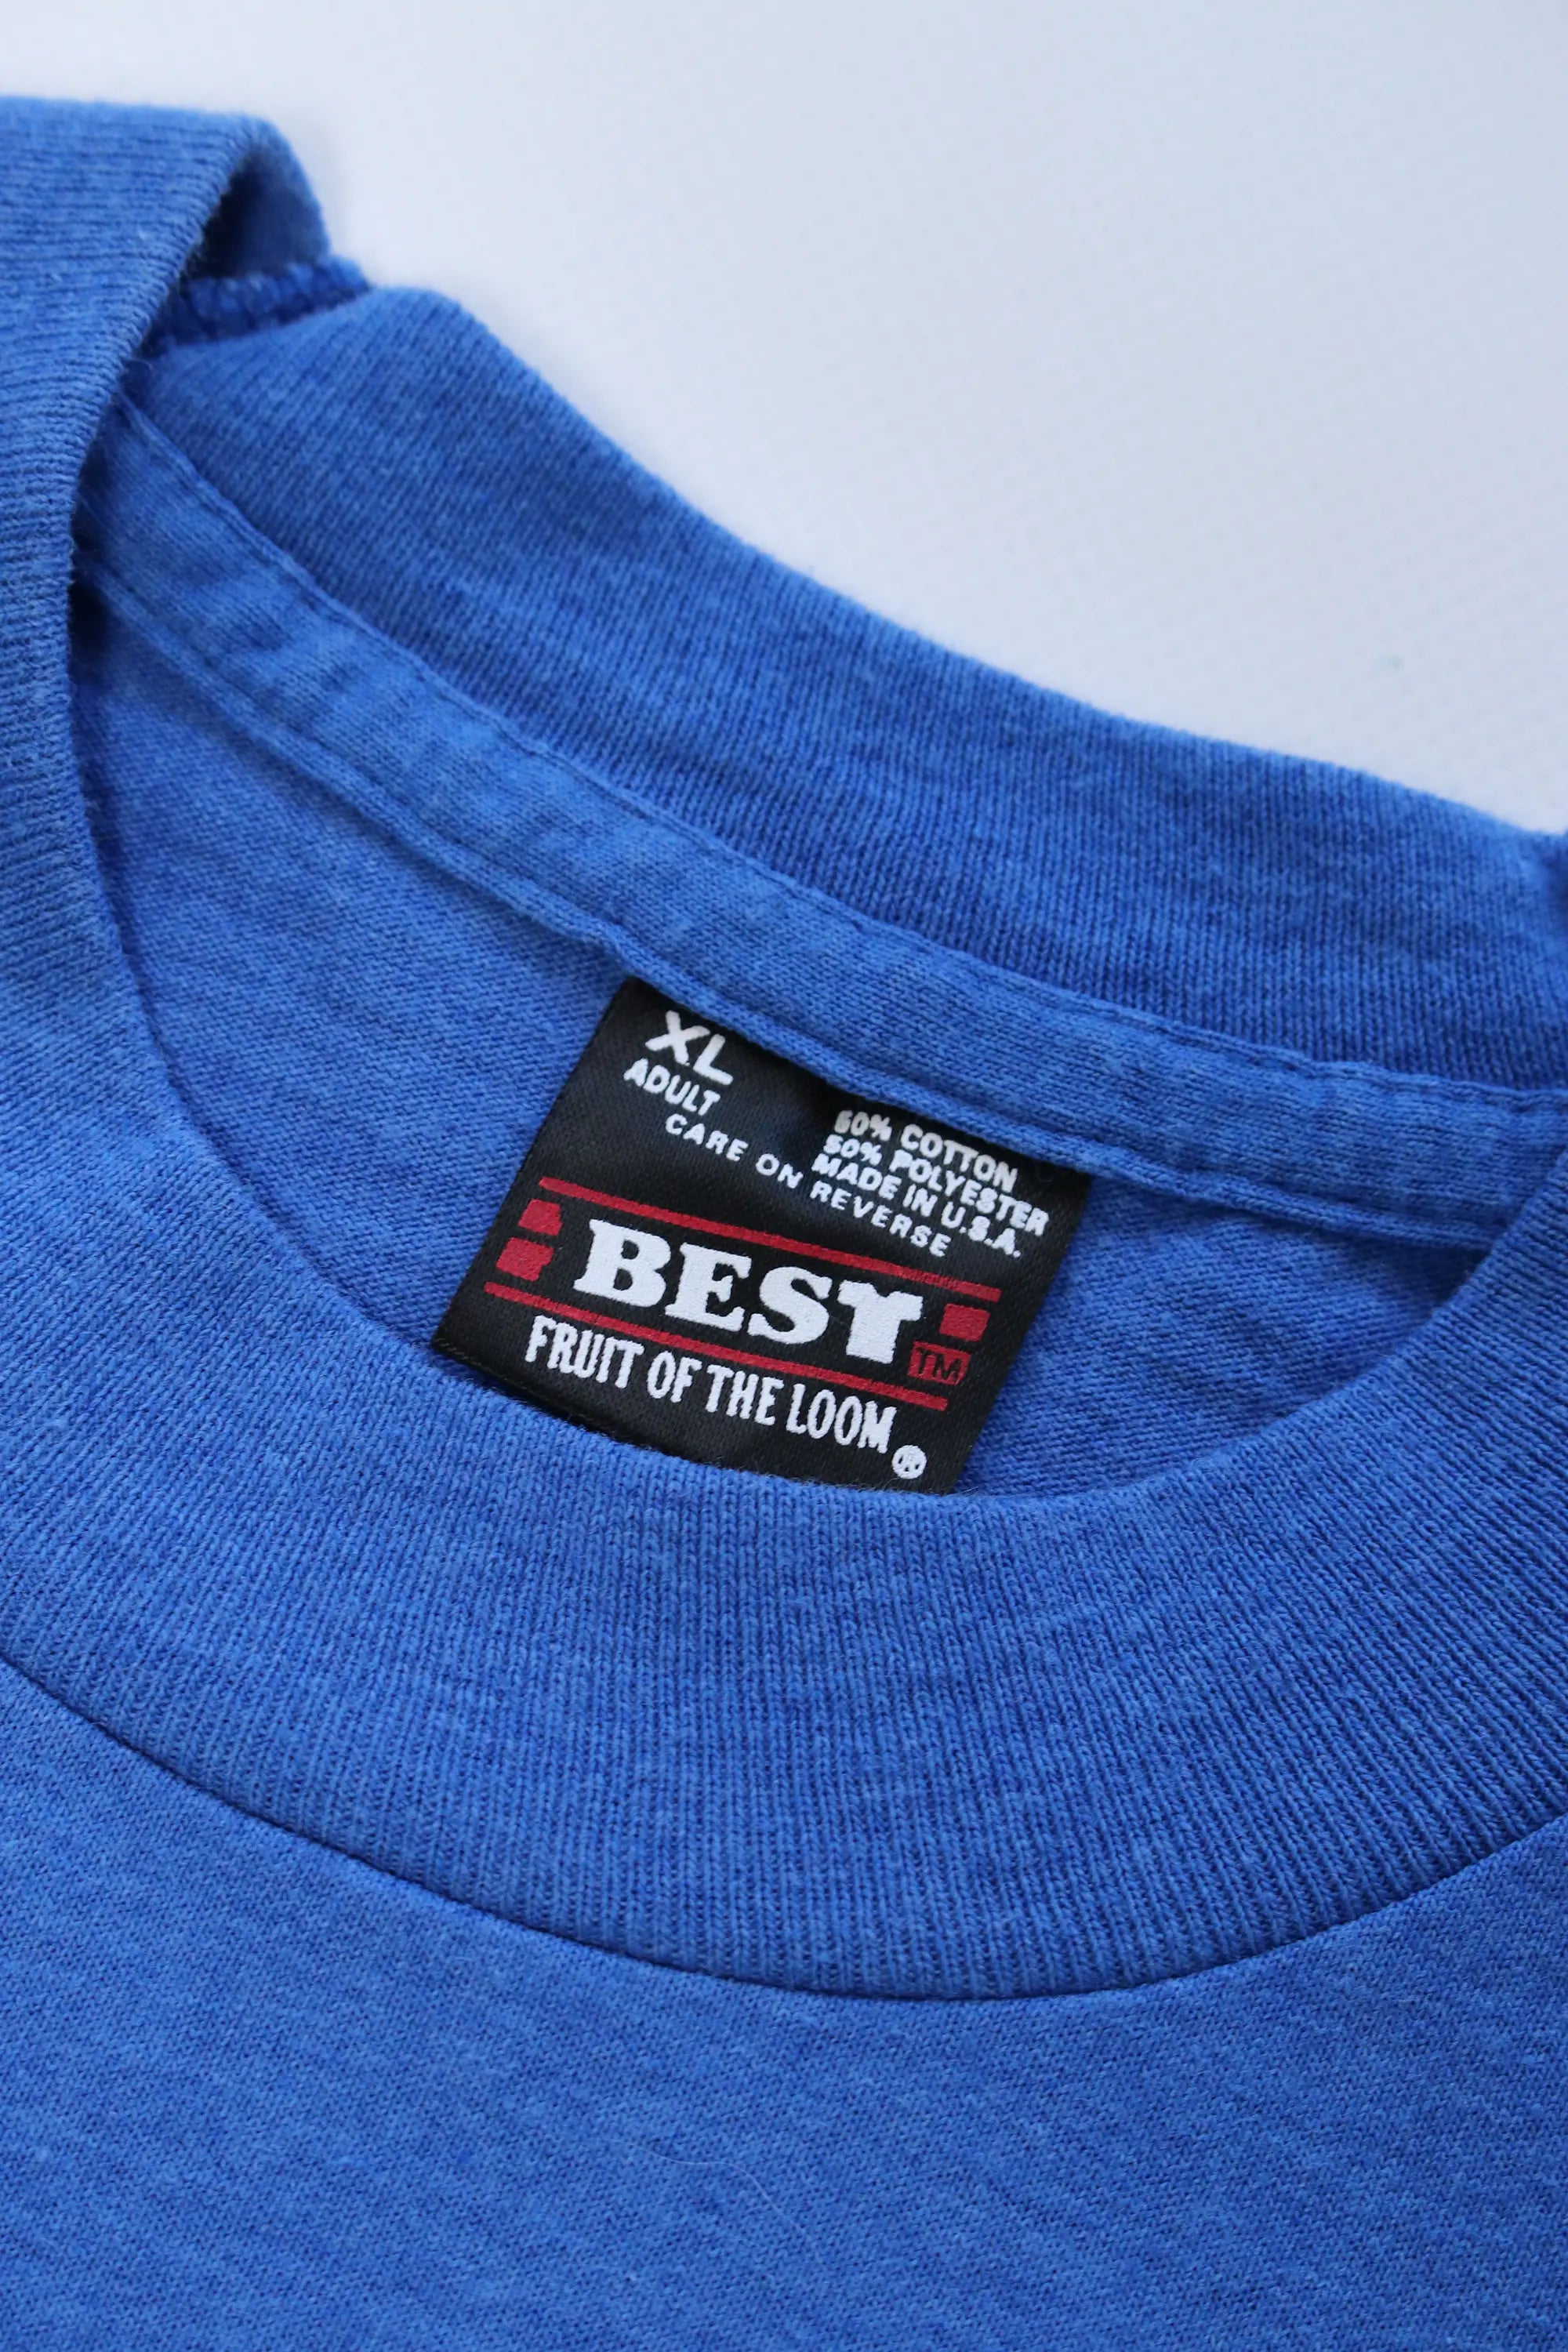 XL
ADULT
50% COTTON
50% POLYESTER
MADE IN U.S.A.
CARE ON REVERSE
BEST TM
FRUIT OF THE LOOM ®